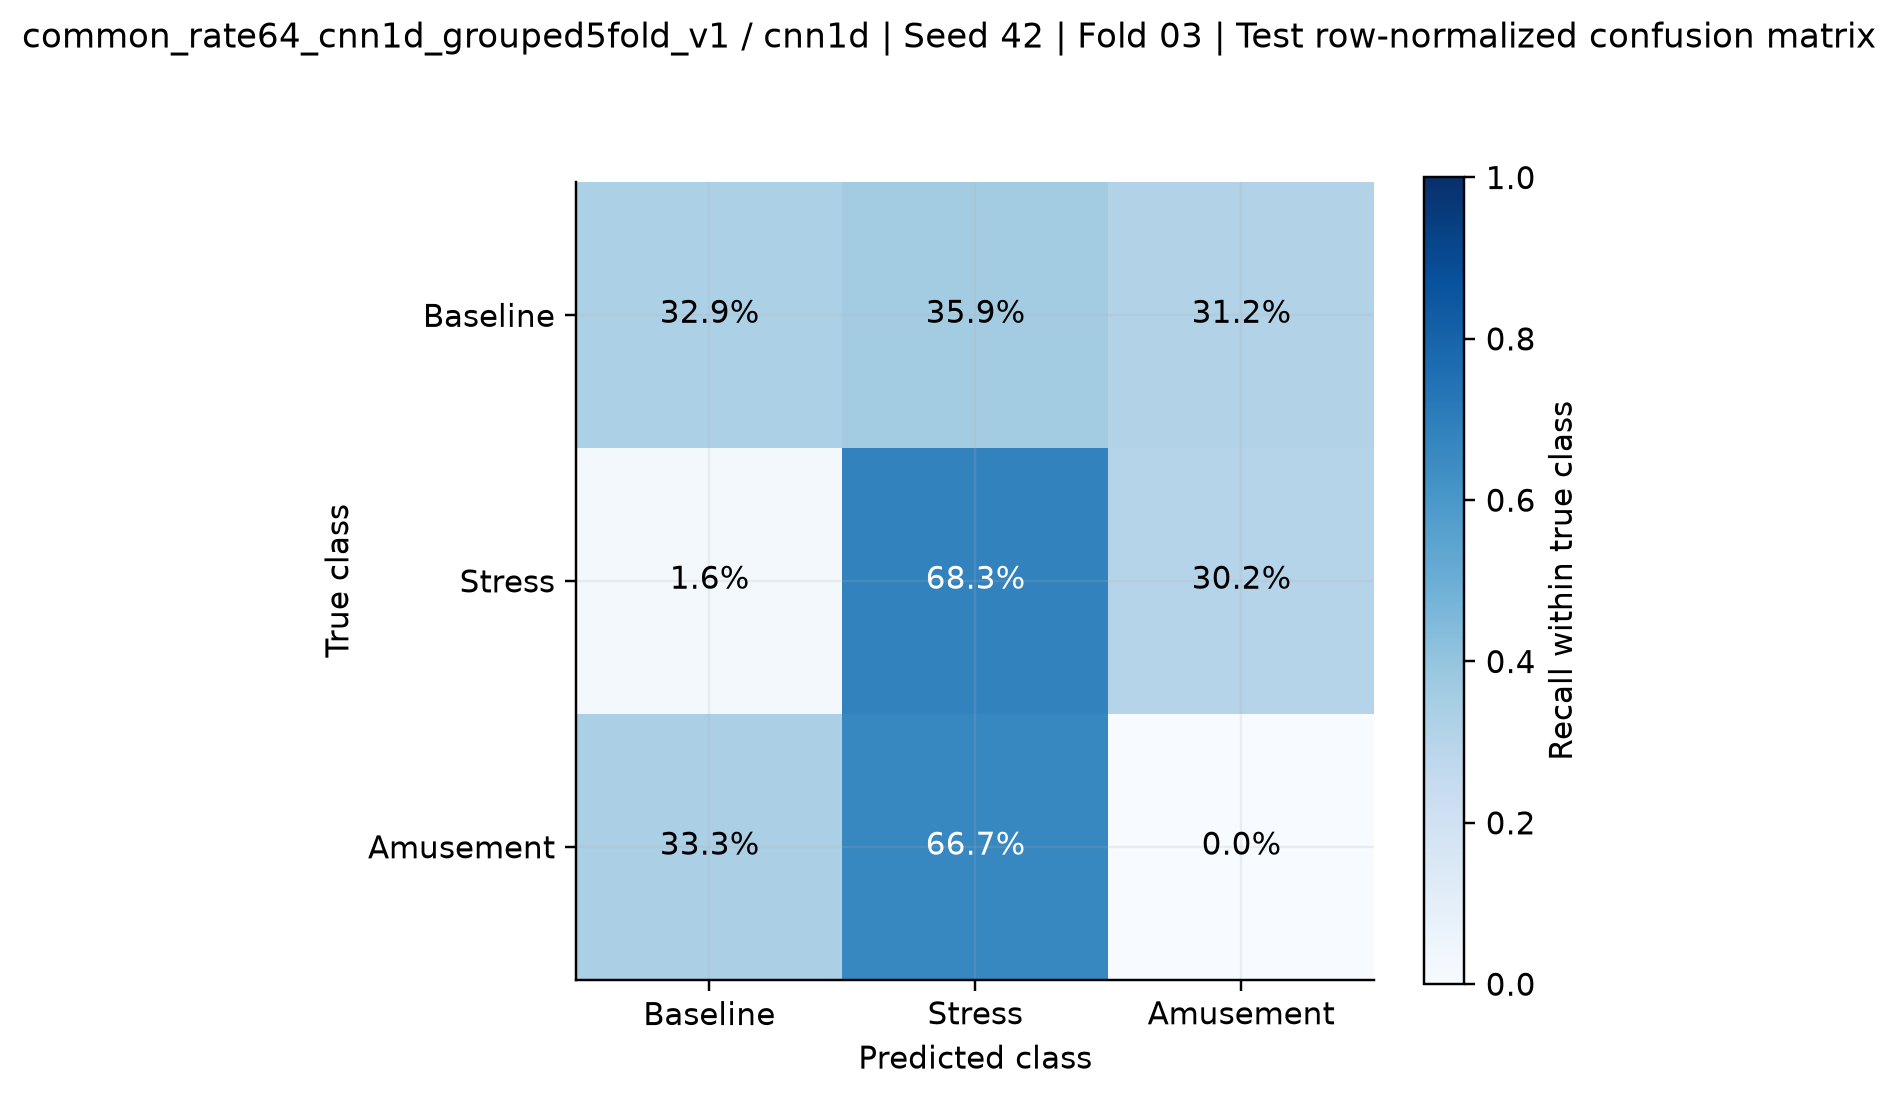 common_rate64_cnn1d_grouped5fold_v1 / cnn1d | Seed 42 | Fold 03 | Test row-normalized confusion matrix
True class
Baseline 32.9% 35.9% 31.2%
Stress 1.6% 68.3% 30.2%
Amusement 33.3% 66.7% 0.0%
Baseline Stress Amusement
Predicted class
1.0
0.8
0.6
0.4
0.2
0.0
Recall within true class